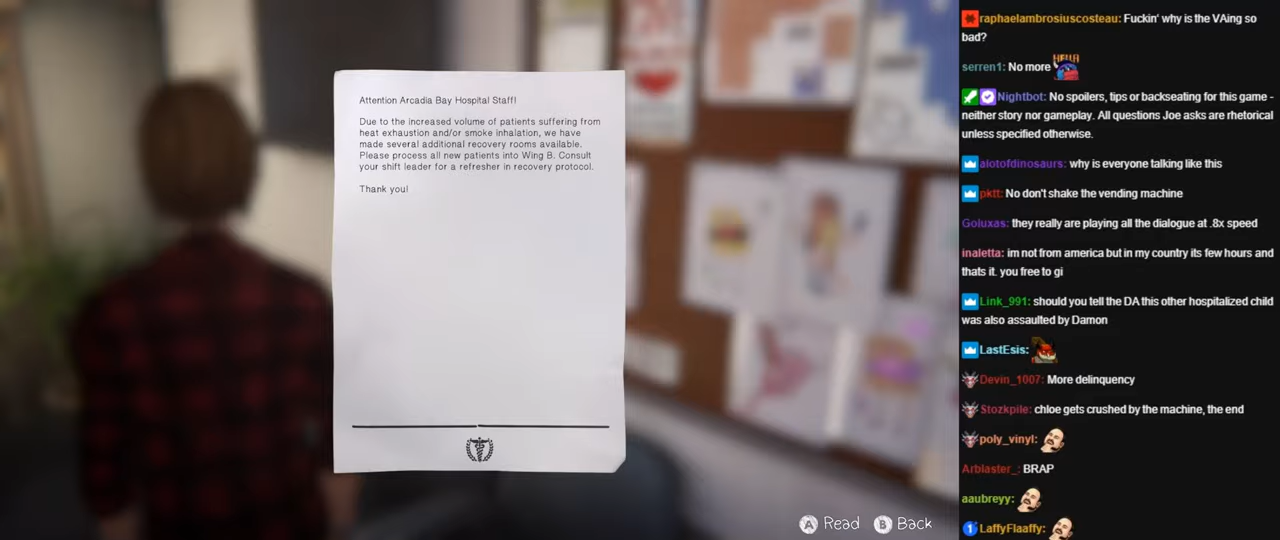 Attention Arcadia Bay Hospital Staff!
Due to the increased volume of patients suffering from
heat exhaustion and/or smoke inhalation, we have
made several additional recovery rooms available.
Please process all new patients into Wing B. Consult
your shift leader for a refresher in recovery protocol.
Thank you!
A Read B Back
raphaelambrosiuscosteau: Fuckin' why is the VAing so
bad?
serren1: No more
Nightbot: No spoilers, tips or backseating for this game -
neither story nor gameplay. All questions Joe asks are rhetorical
unless specified otherwise.
alotofdinosaurs: why is everyone talking like this
pktt: No don't shake the vending machine
Goluxas: they really are playing all the dialogue at .8x speed
inaletta: im not from america but in my country its few hours and
thats it. you free to gi
Link_991: should you tell the DA this other hospitalized child
was also assaulted by Damon
LastEsis:
Devin_1007: More delinquency
Stozkpile: chloe gets crushed by the machine, the end
poly_vinyl:
Arblaster_: BRAP
aaubreyy:
1 LaffyFlaaffy: